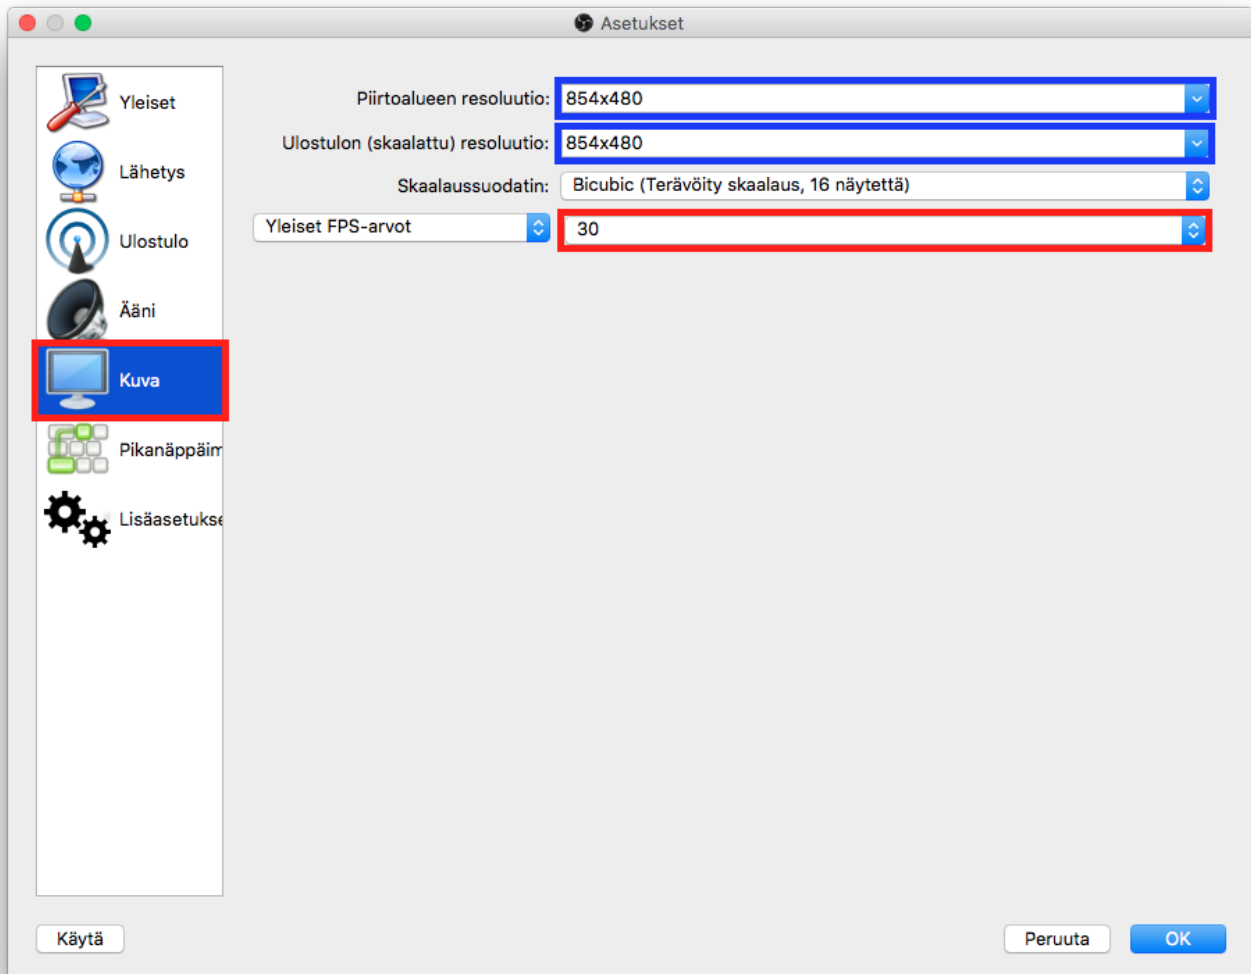 Asetukset
Yleiset
Lähetys
Ulostulo
Ääni
Kuva
Pikanäppäim
Lisäasetukse
Piirtoalueen resoluutio: 854x480
Ulostulon (skaalattu) resoluutio: 854x480
Skaalaussuodatin: Bicubic (Terävöity skaalaus, 16 näytettä)
Yleiset FPS-arvot 30
Käytä Peruuta OK